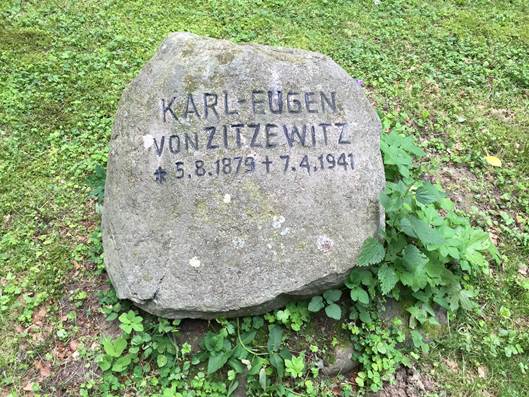 KARL-EUGEN
VON ZITZEWITZ
* 5.8.1879 + 7.4.1941